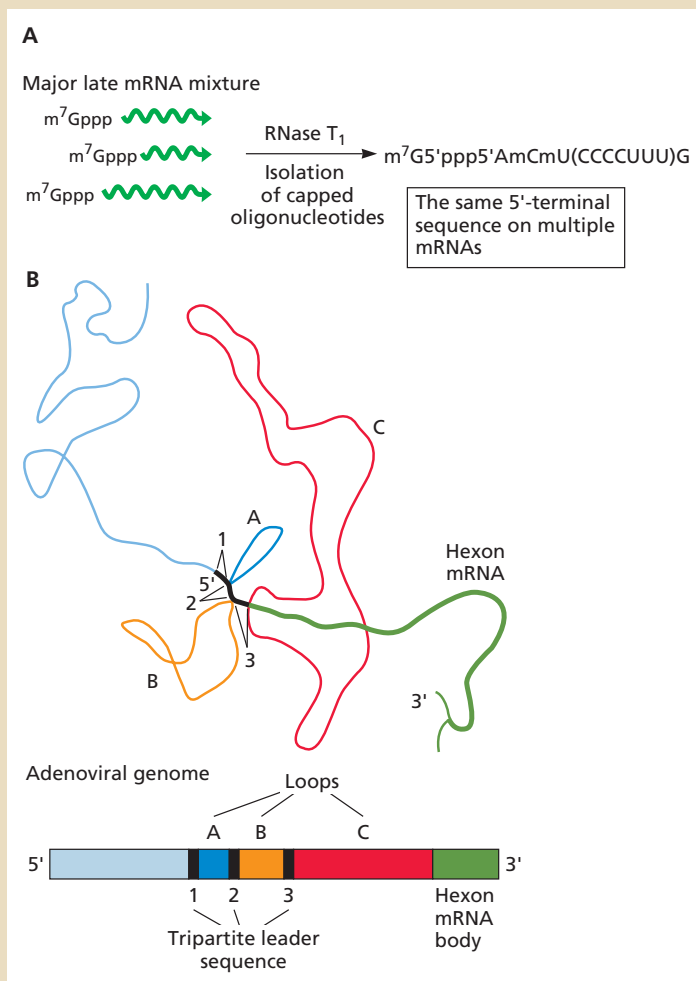 A
Major late mRNA mixture
m⁷Gppp
m⁷Gppp
m⁷Gppp
RNase T₁
Isolation
of capped
oligonucleotides
m⁷G5'ppp5'AmCmU(CCCCUUU)G
The same 5'-terminal
sequence on multiple
mRNAs
B
C
A
1
5'
2
3
B
Hexon
mRNA
3'
Adenoviral genome
Loops
A B C
5' 3'
1 2 3
Tripartite leader
sequence
Hexon
mRNA
body